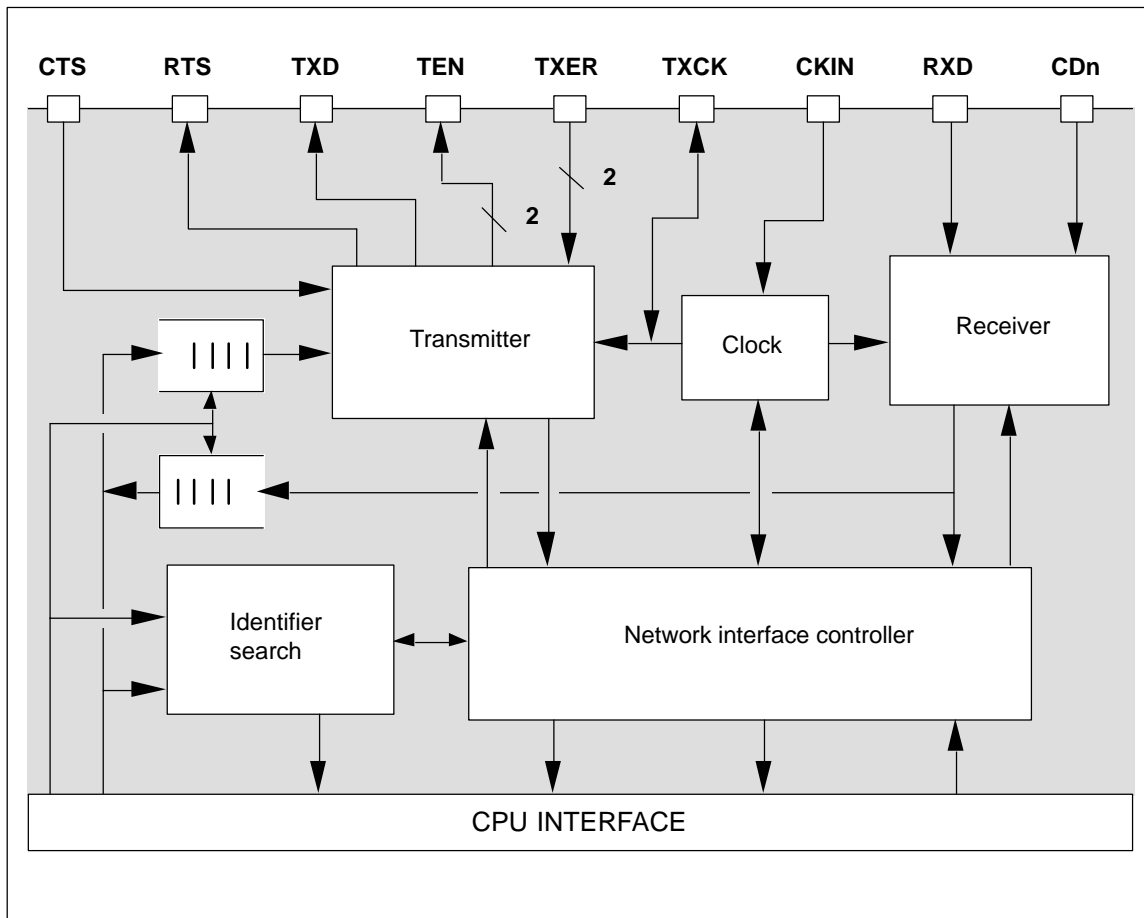 CTS RTS TXD TEN TXER TXCK CKIN RXD CDn
2
2
Transmitter
Clock
Receiver
Identifier
search
Network interface controller
CPU INTERFACE